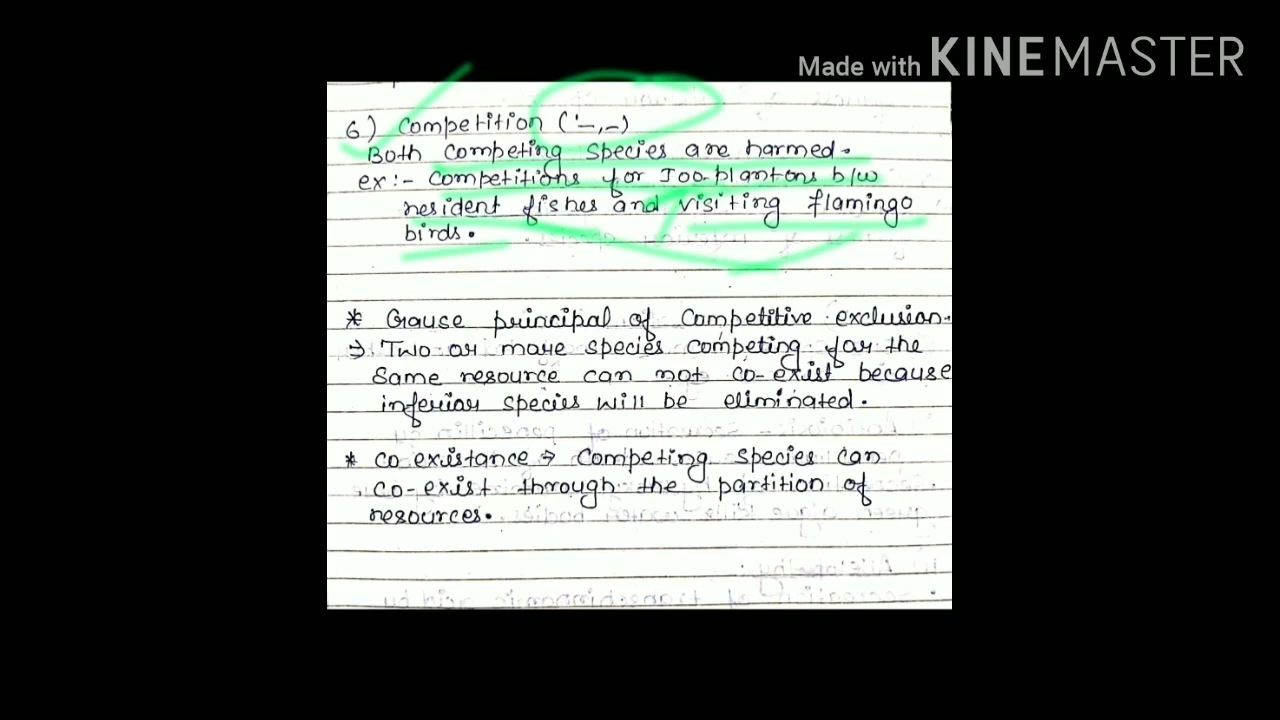 Made with KINEMASTER
6) Competition (-,-)
Both competing species are harmed.
ex:- Competitions for Zooplantons b/w
resident fishes and visiting flamingo
birds.
* Gause principal of Competitive exclusion.
→ Two or more species competing for the
Same resource can not co-exist because
inferior species will be eliminated.
* co existance → Competing species can
co-exist through the partition of
resources.